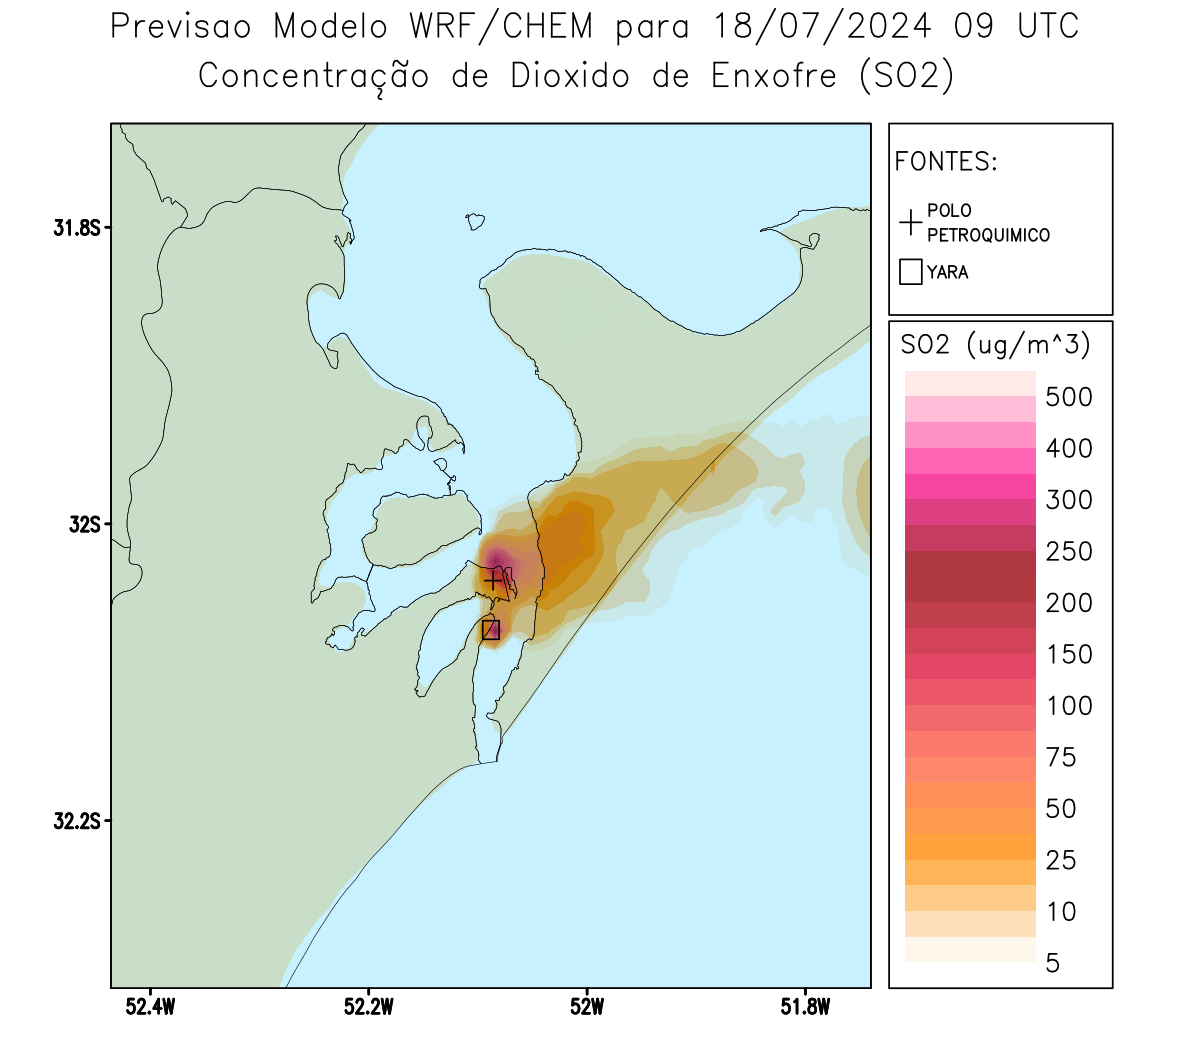 Previsao Modelo WRF/CHEM para 18/07/2024 09 UTC
Concentração de Dioxido de Enxofre (SO2)
FONTES:
POLO
PETROQUIMICO
YARA
SO2 (ug/m^3)
500
400
300
250
200
150
100
75
50
25
10
5
31.8S
32S
32.2S
52.4W
52.2W
52W
51.8W